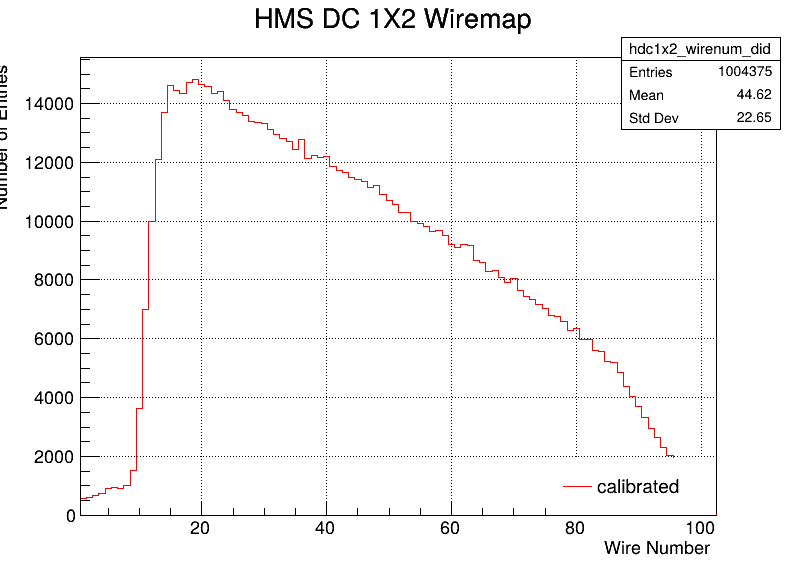 HMS DC 1X2 Wiremap
hdc1x2_wirenum_did
Entries 1004375
Mean 44.62
Std Dev 22.65
Number of Entries
14000
12000
10000
8000
6000
4000
2000
0
calibrated
20 40 60 80 100
Wire Number